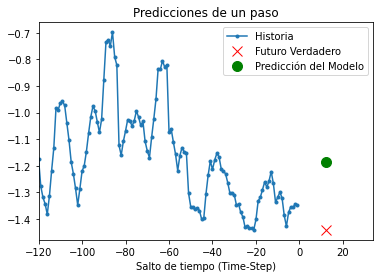 Predicciones de un paso
Historia
Futuro Verdadero
Predicción del Modelo
−0.7
−0.8
−0.9
−1.0
−1.1
−1.2
−1.3
−1.4
−120 −100 −80 −60 −40 −20 0 20
Salto de tiempo (Time-Step)